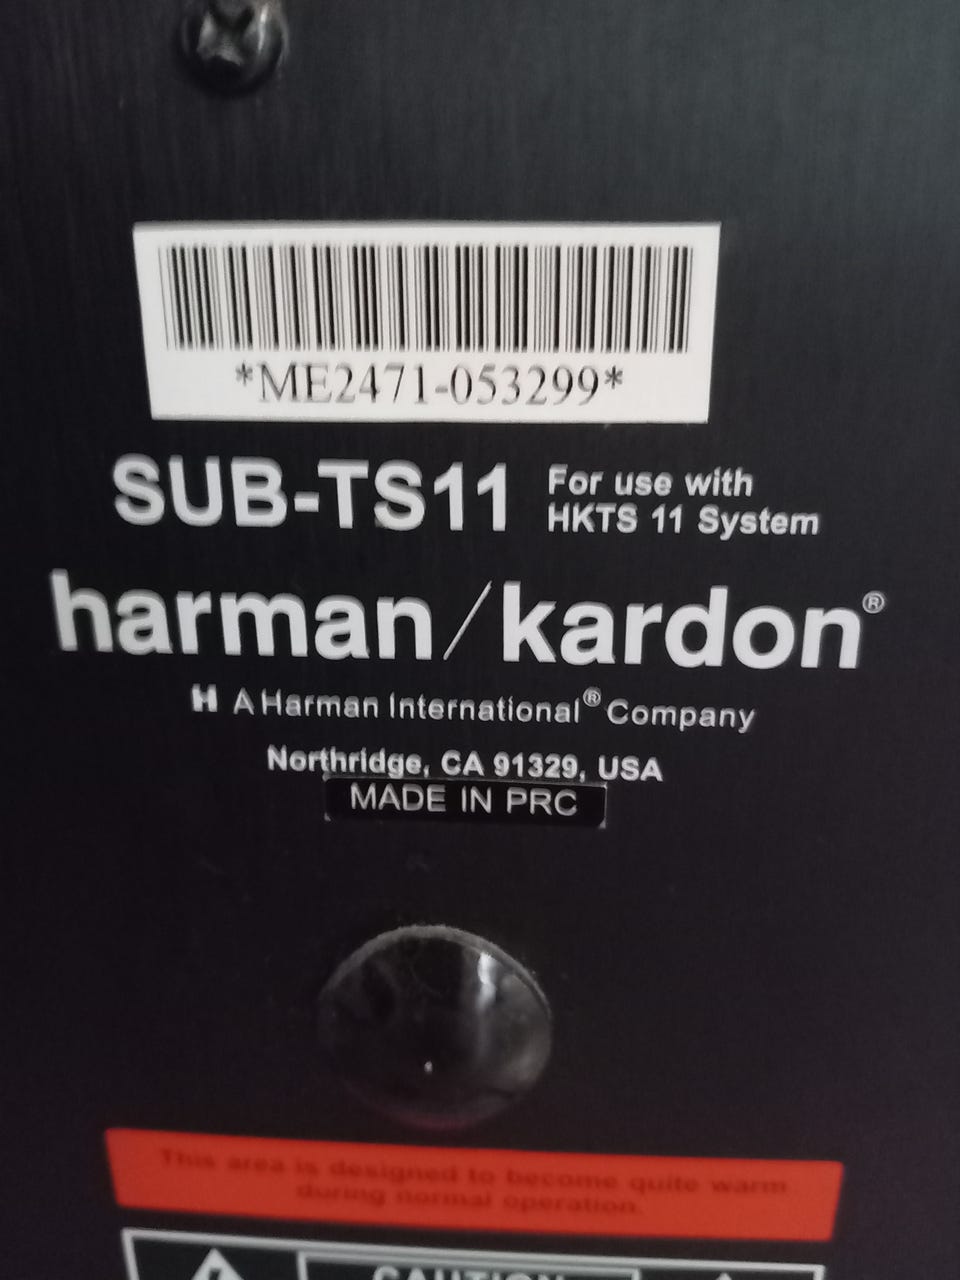 *ME2471-053299*
SUB-TS11 For use with
HKTS 11 System
harman/kardon®
H A Harman International® Company
Northridge, CA 91329, USA
MADE IN PRC
This area is designed to become quite warm
during normal operation.
CAUTION